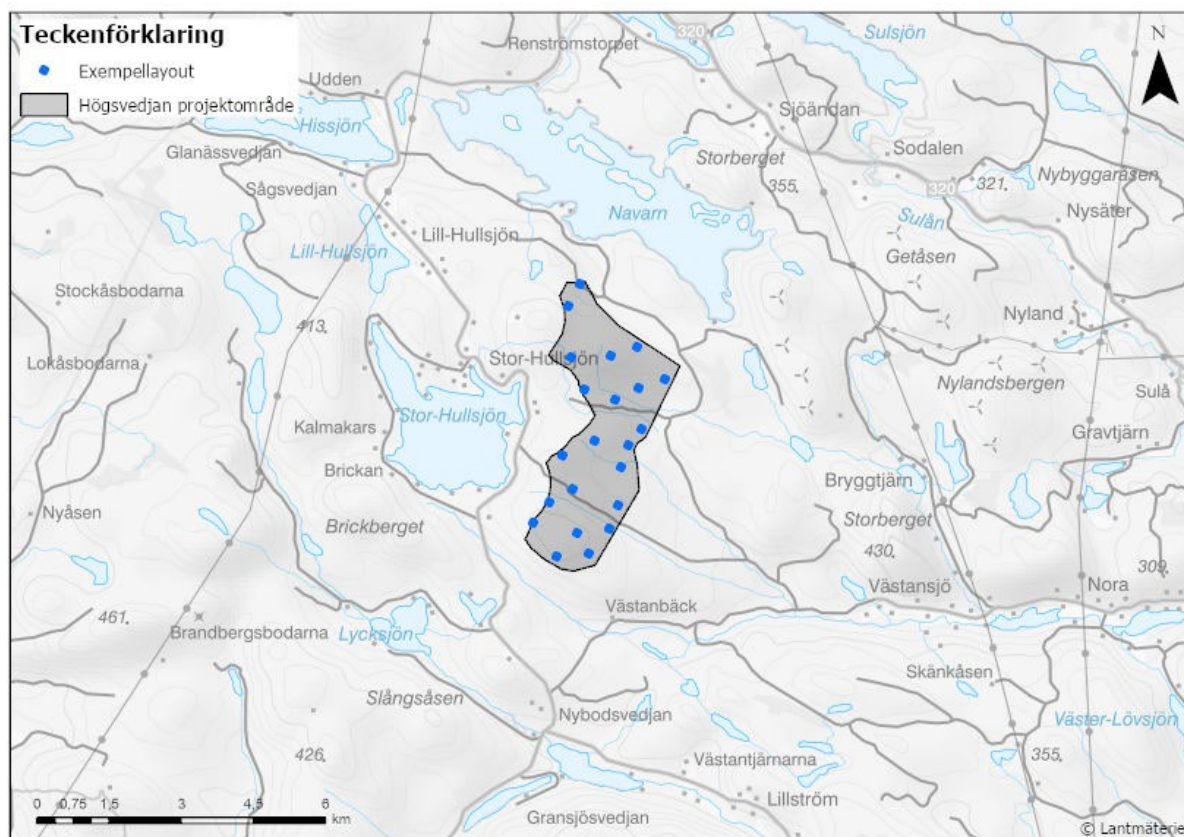 Teckenförklaring
Exempellayout
Högsvedjan projektområde
N
320
Sulsjön
Renströmstorpet
Udden
Hissjön
Sjöändan
Glanässvedjan
Storberget
Sodalen
Sågsvedjan
355
320
321
Nybyggaråsen
Navarn
Nysäter
Sulån
Lill-Hullsjön
Lill-Hullsjön
Getåsen
Stockåsbodarna
413
Nyland
Lokåsbodarna
Stor-Hullsjön
Nylandsbergen
Sulå
Stor-Hullsjön
Kalmakars
Gravtjärn
Brickan
Bryggtjärn
Nyåsen
Brickberget
Storberget
430
309
Västansjö
Nora
461
Västanbäck
Brandbergsbodarna
Lycksjön
Skänkåsen
Slångsåsen
Nybodsvedjan
Väster-Lövsjön
426
Västantjärnarna
355
Lillström
0 0,75 1,5 3 4,5 6
km
Gransjösvedjan
© Lantmäteriet